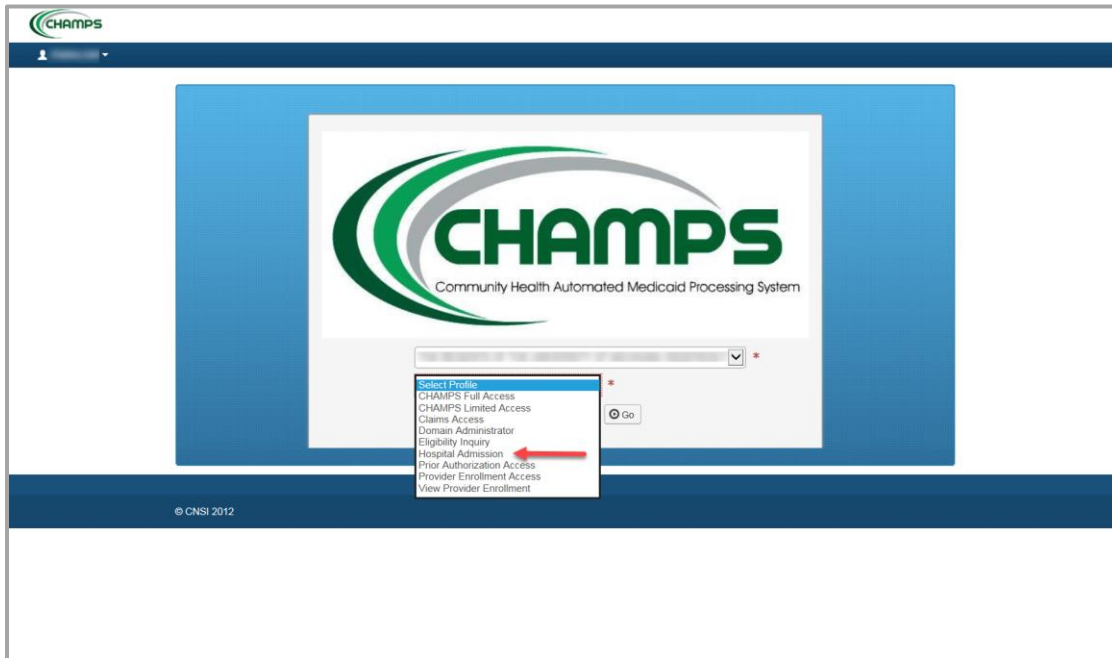 CHAMPS
CHAMPS
Community Health Automated Medicaid Processing System
*
Select Profile
*
CHAMPS Full Access
CHAMPS Limited Access
Claims Access
Go
Domain Administrator
Eligibility Inquiry
Hospital Admission
Prior Authorization Access
Provider Enrollment Access
View Provider Enrollment
© CNSI 2012